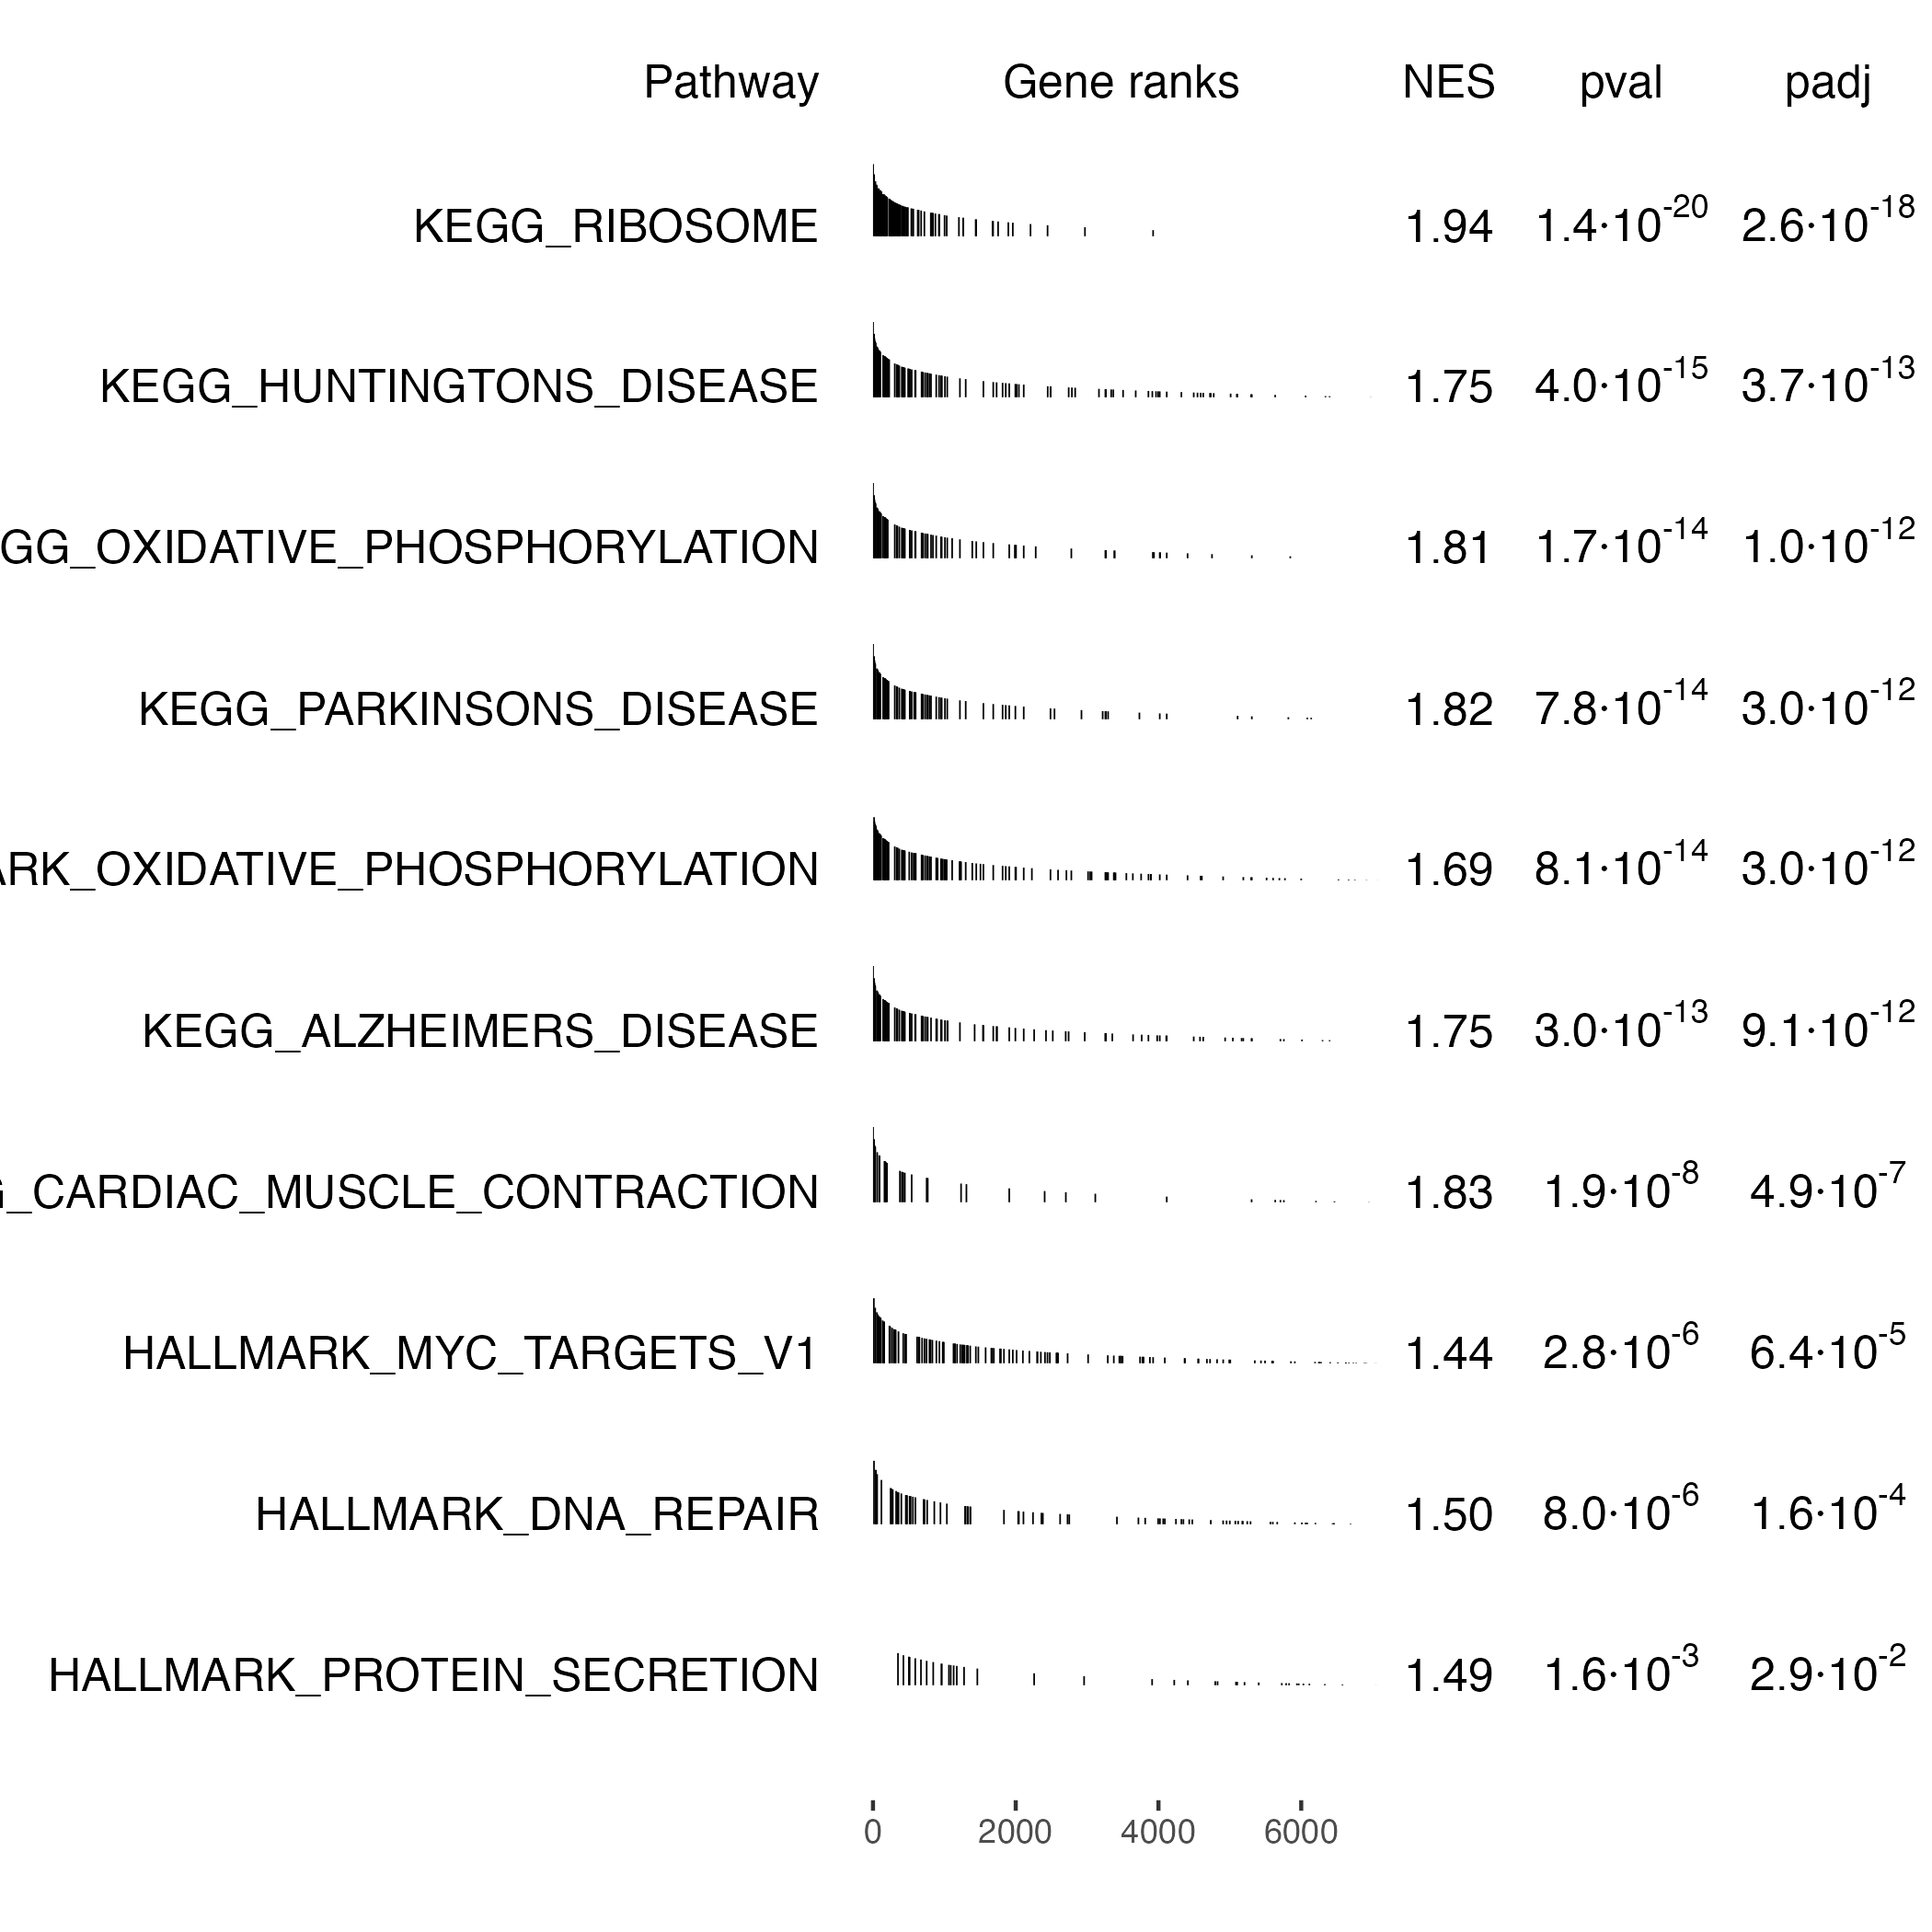 Pathway Gene ranks NES pval padj
KEGG_RIBOSOME 1.94 1.4·10^-20 2.6·10^-18
KEGG_HUNTINGTONS_DISEASE 1.75 4.0·10^-15 3.7·10^-13
GG_OXIDATIVE_PHOSPHORYLATION 1.81 1.7·10^-14 1.0·10^-12
KEGG_PARKINSONS_DISEASE 1.82 7.8·10^-14 3.0·10^-12
ARK_OXIDATIVE_PHOSPHORYLATION 1.69 8.1·10^-14 3.0·10^-12
KEGG_ALZHEIMERS_DISEASE 1.75 3.0·10^-13 9.1·10^-12
G_CARDIAC_MUSCLE_CONTRACTION 1.83 1.9·10^-8 4.9·10^-7
HALLMARK_MYC_TARGETS_V1 1.44 2.8·10^-6 6.4·10^-5
HALLMARK_DNA_REPAIR 1.50 8.0·10^-6 1.6·10^-4
HALLMARK_PROTEIN_SECRETION 1.49 1.6·10^-3 2.9·10^-2
0 2000 4000 6000